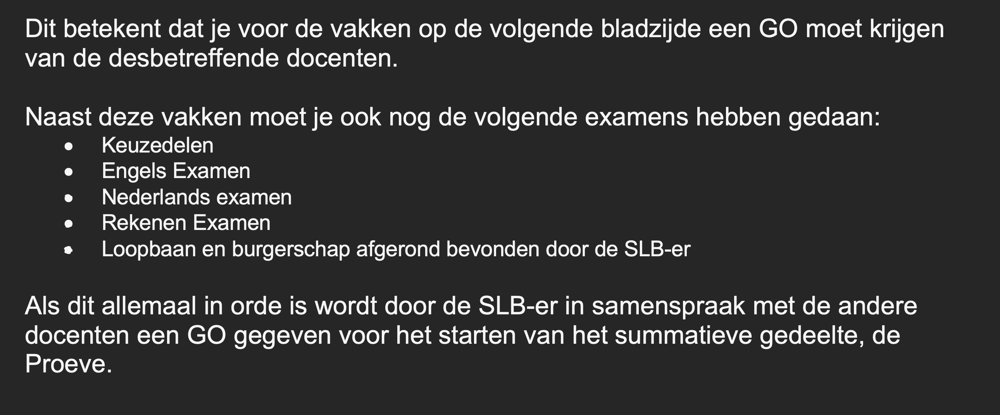 Dit betekent dat je voor de vakken op de volgende bladzijde een GO moet krijgen
van de desbetreffende docenten.
Naast deze vakken moet je ook nog de volgende examens hebben gedaan:
• Keuzedelen
• Engels Examen
• Nederlands examen
• Rekenen Examen
• Loopbaan en burgerschap afgerond bevonden door de SLB-er
Als dit allemaal in orde is wordt door de SLB-er in samenspraak met de andere
docenten een GO gegeven voor het starten van het summatieve gedeelte, de
Proeve.